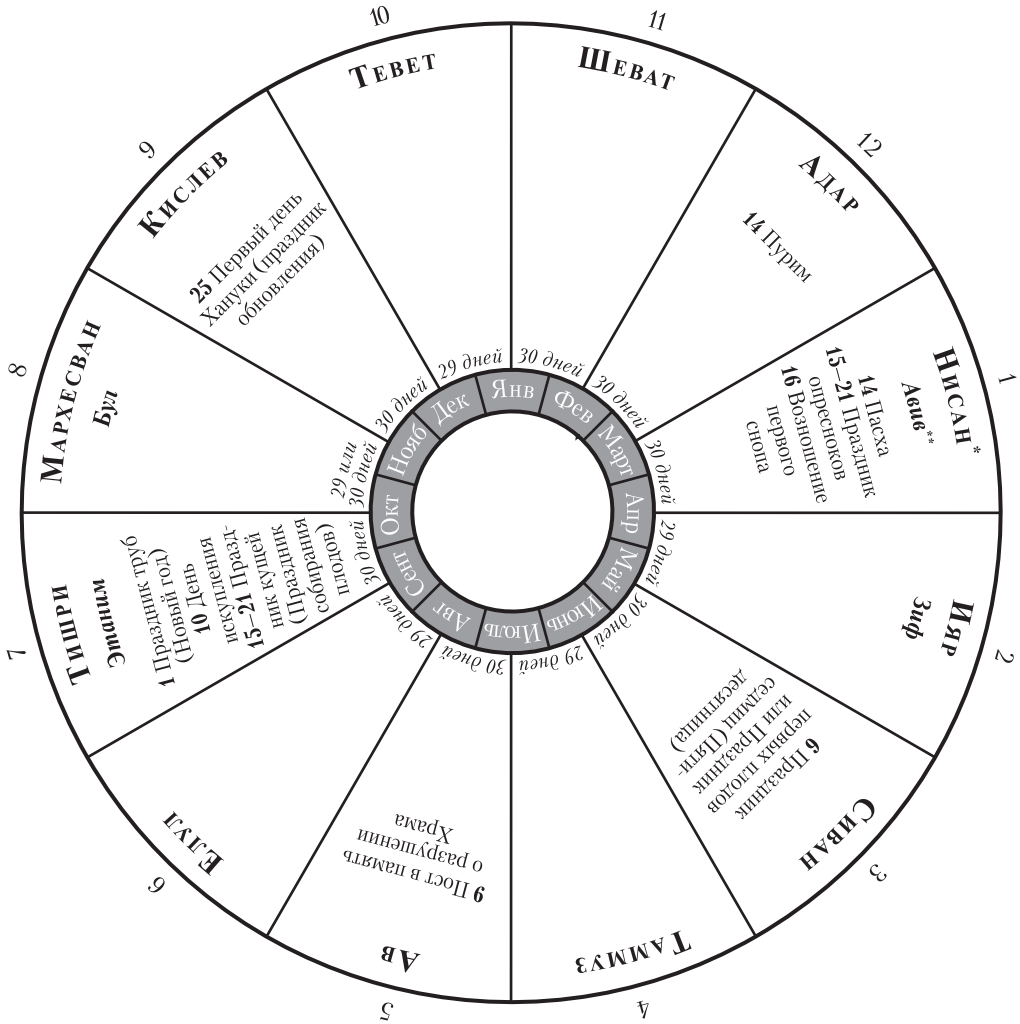 1
Нисан*
Авив**
14 Пасха
15–21 Праздник
опресноков
16 Возношение
первого
снопа
30 дней
2
Ияр
Зиф
29 дней
3
Сиван
6 Праздник
первых плодов
или Праздник
седмиц (Пяти-
десятница)
30 дней
4
Таммуз
29 дней
5
Ав
9 Пост в память
о разрушении
Храма
30 дней
6
Елул
29 дней
7
Тишри
Этаним
1 Праздник труб
(Новый год)
10 День
искупления
15–21 Празд-
ник кущей
(Праздник
собирания
плодов)
30 дней
8
Мархесван
Бул
29 или
30 дней
9
Кислев
25 Первый день
Хануки (праздник
обновления)
30 дней
10
Тевет
29 дней
11
Шеват
30 дней
12
Адар
14 Пурим
30 дней
Янв
Фев
Март
Апр
Май
Июнь
Июль
Авг
Сент
Окт
Нояб
Дек